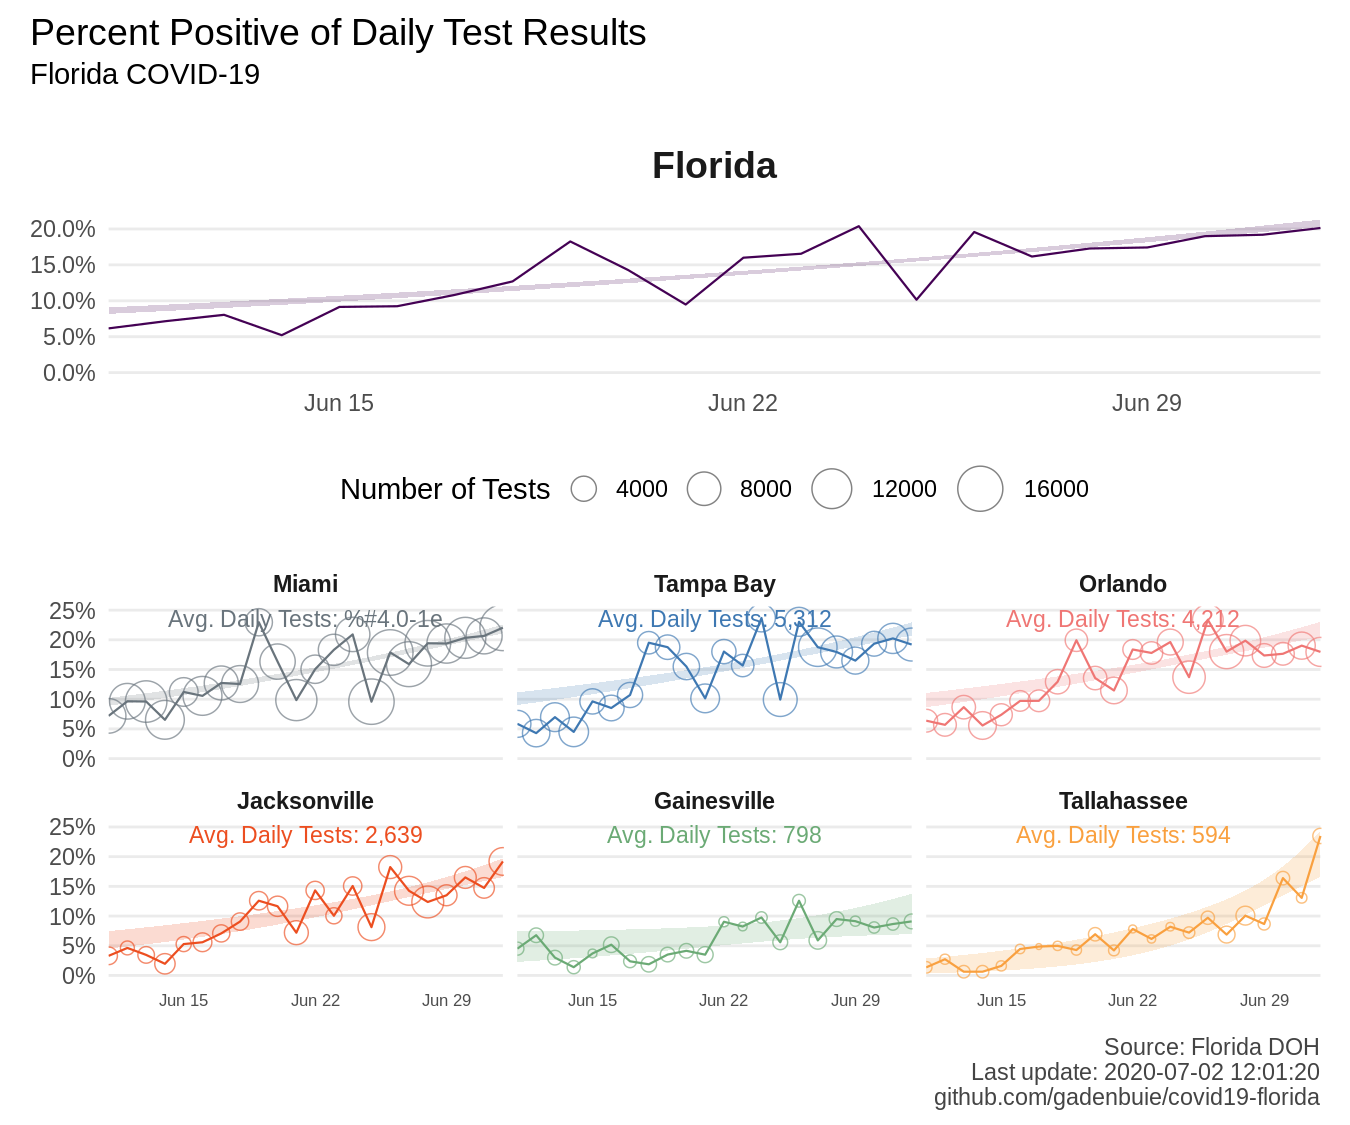 Percent Positive of Daily Test Results
Florida COVID-19
Florida
20.0%
15.0%
10.0%
5.0%
0.0%
Jun 15 Jun 22 Jun 29
Number of Tests 4000 8000 12000 16000
Miami Tampa Bay Orlando
Avg. Daily Tests: %#4.0-1e Avg. Daily Tests: 5,312 Avg. Daily Tests: 4,212
25%
20%
15%
10%
5%
0%
Jacksonville Gainesville Tallahassee
Avg. Daily Tests: 2,639 Avg. Daily Tests: 798 Avg. Daily Tests: 594
25%
20%
15%
10%
5%
0%
Jun 15 Jun 22 Jun 29 Jun 15 Jun 22 Jun 29 Jun 15 Jun 22 Jun 29
Source: Florida DOH
Last update: 2020-07-02 12:01:20
github.com/gadenbuie/covid19-florida